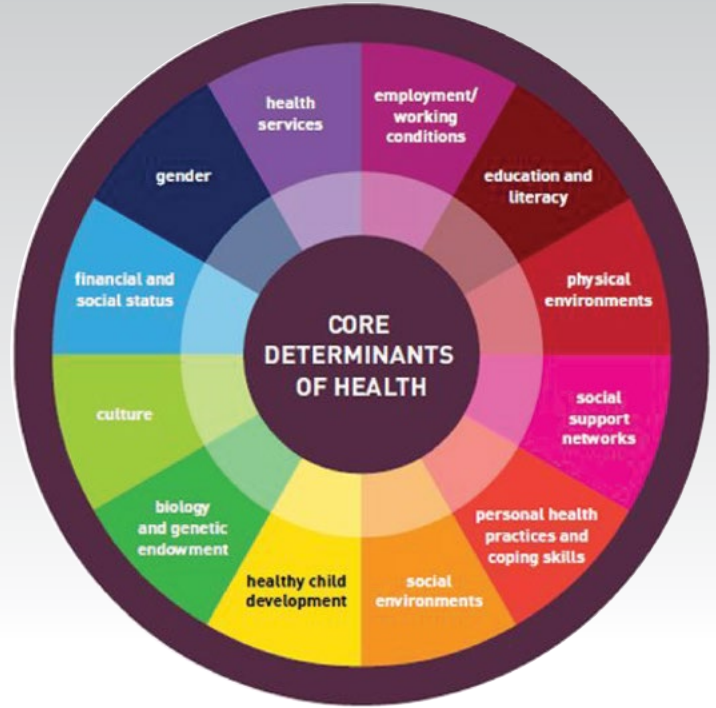 CORE
DETERMINANTS
OF HEALTH
employment/
working
conditions
education and
literacy
physical
environments
social
support
networks
personal health
practices and
coping skills
social
environments
healthy child
development
biology
and genetic
endowment
culture
financial and
social status
gender
health
services